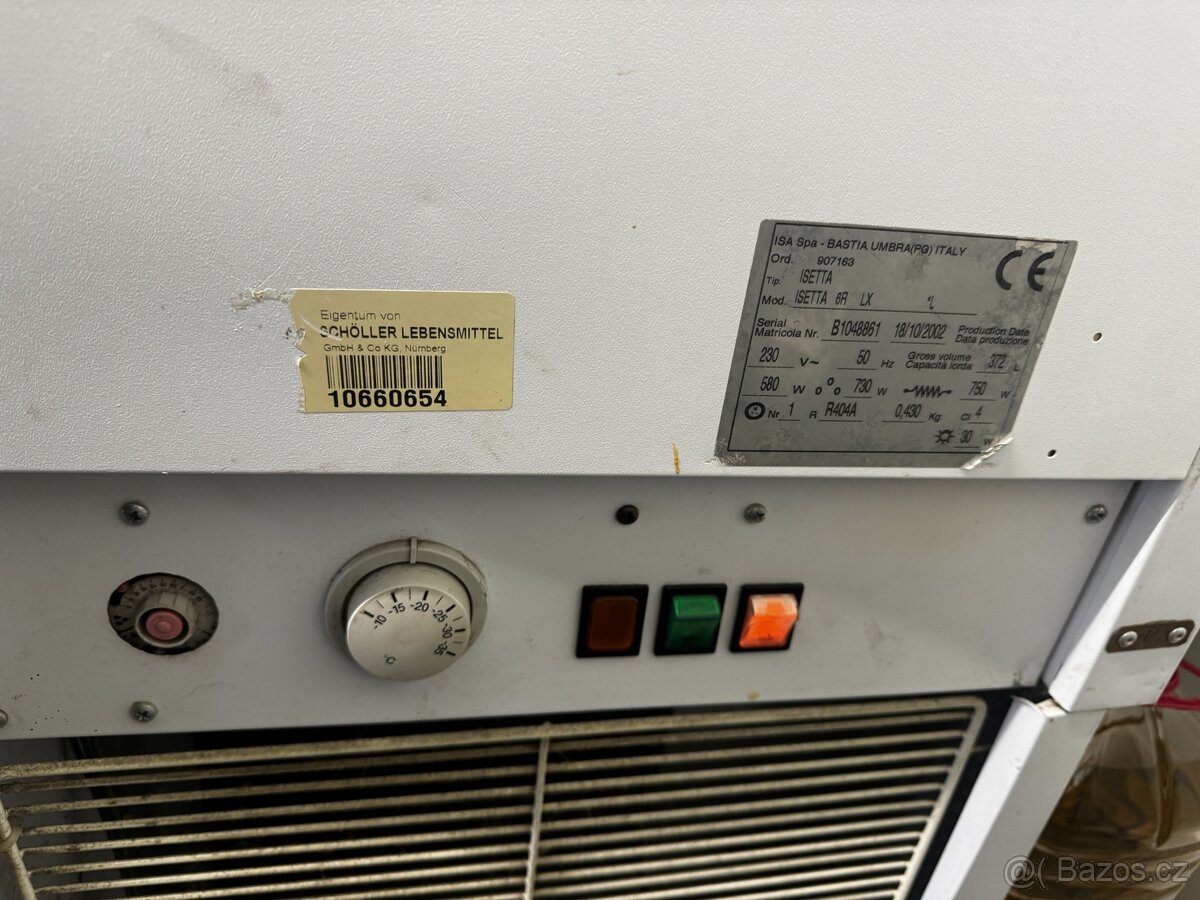 Eigentum von
SCHÖLLER LEBENSMITTEL
GmbH & Co KG, Nürnberg
10660654
ISA Spa - BASTIA UMBRA(PG) ITALY
CE
Ord. 907163
Tip. ISETTA
Mod. ISETTA 6R LX *L
Serial
Matricola Nr. B1048861 18/10/2002 Production Date
Data produzione
230 V~ 50 Hz Gross volume
Capacità lorda 372 L
580 W 730 W 750 W
Nr. 1 R R404A 0,430 Kg Cl 4
30 W
-10 -15 -20 -25 -30 -35
°C
Bazos.cz